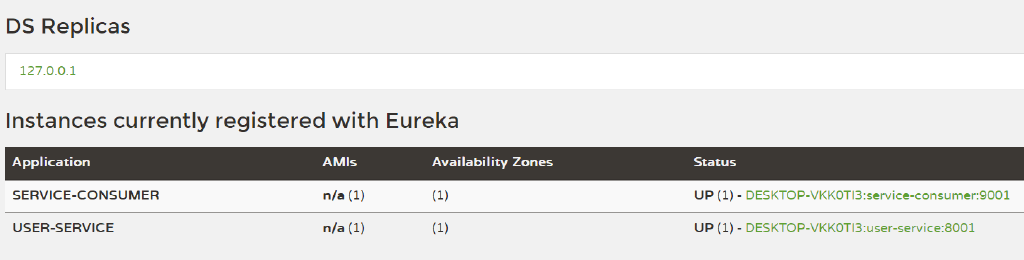 DS Replicas
127.0.0.1
Instances currently registered with Eureka
Application AMIs Availability Zones Status
SERVICE-CONSUMER n/a (1) (1) UP (1) - DESKTOP-VKK0TI3:service-consumer:9001
USER-SERVICE n/a (1) (1) UP (1) - DESKTOP-VKK0TI3:user-service:8001